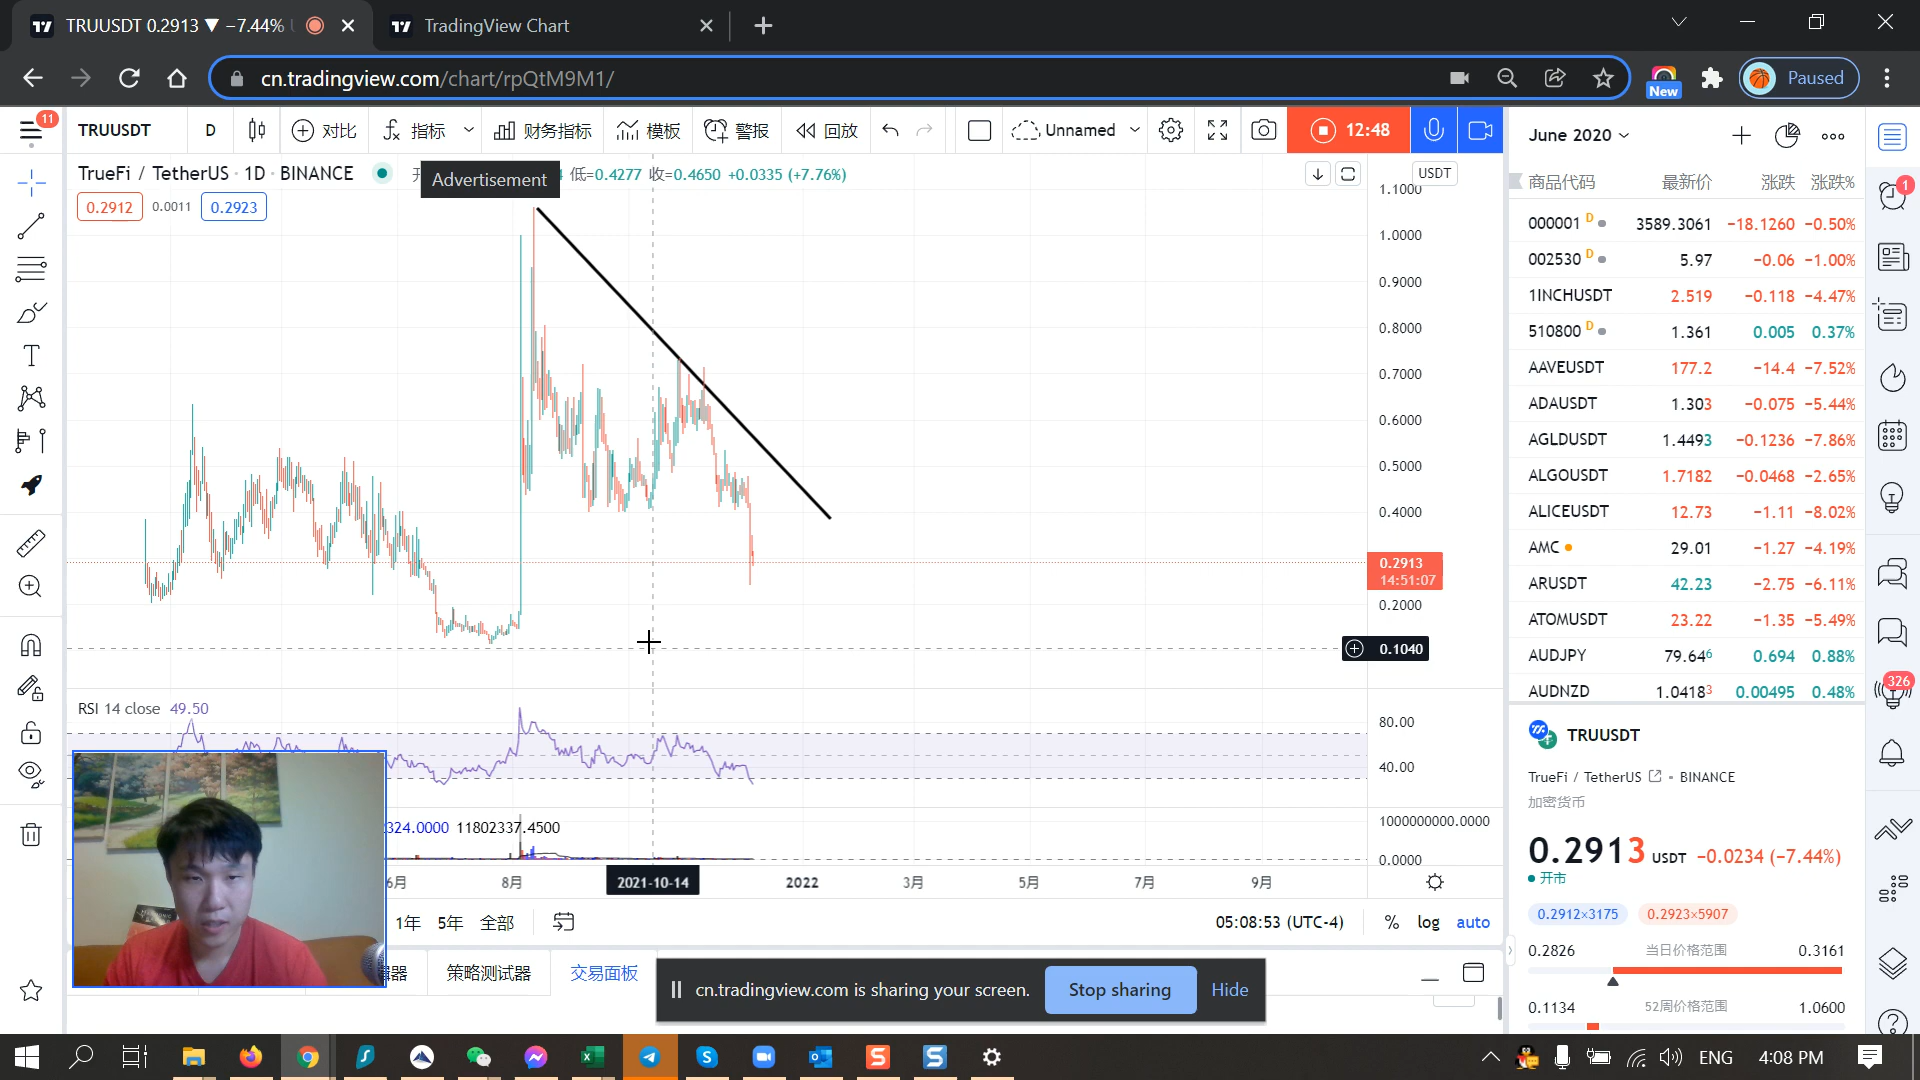 TRUUSDT 0.2913 ▼ −7.44%
TradingView Chart
cn.tradingview.com/chart/rpQtM9M1/
New
Paused
11
TRUUSDT
D
对比
指标
财务指标
模板
警报
回放
Unnamed
12:48
TrueFi / TetherUS · 1D · BINANCE
Advertisement
低=0.4277 收=0.4650 +0.0335 (+7.76%)
0.2912
0.0011
0.2923
USDT
1.1000
1.0000
0.9000
0.8000
0.7000
0.6000
0.5000
0.4000
0.2913
14:51:07
0.2000
0.1040
RSI 14 close 49.50
80.00
40.00
324.0000 11802337.4500
1000000000.0000
0.0000
6月
8月
2021-10-14
2022
3月
5月
7月
9月
1年
5年
全部
05:08:53 (UTC-4)
%
log
auto
策略测试器
交易面板
cn.tradingview.com is sharing your screen.
Stop sharing
Hide
June 2020
商品代码 最新价 涨跌 涨跌%
000001 D 3589.3061 −18.1260 −0.50%
002530 D 5.97 −0.06 −1.00%
1INCHUSDT 2.519 −0.118 −4.47%
510800 D 1.361 0.005 0.37%
AAVEUSDT 177.2 −14.4 −7.52%
ADAUSDT 1.303 −0.075 −5.44%
AGLDUSDT 1.4493 −0.1236 −7.86%
ALGOUSDT 1.7182 −0.0468 −2.65%
ALICEUSDT 12.73 −1.11 −8.02%
AMC 29.01 −1.27 −4.19%
ARUSDT 42.23 −2.75 −6.11%
ATOMUSDT 23.22 −1.35 −5.49%
AUDJPY 79.646 0.694 0.88%
AUDNZD 1.04183 0.00495 0.48%
TRUUSDT
TrueFi / TetherUS · BINANCE
加密货币
0.2913 USDT −0.0234 (−7.44%)
开市
0.2912×3175
0.2923×5907
0.2826 当日价格范围 0.3161
0.1134 52周价格范围 1.0600
1
326
ENG
4:08 PM